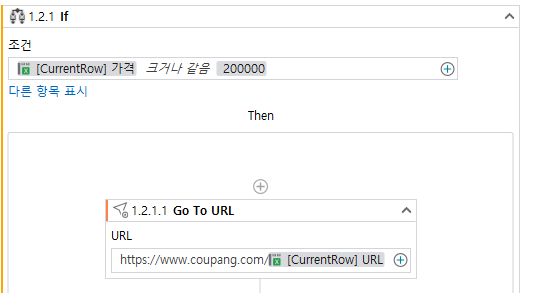 1.2.1 If
조건
[CurrentRow] 가격 크거나 같음 200000
다른 항목 표시
Then
1.2.1.1 Go To URL
URL
https://www.coupang.com/ [CurrentRow] URL